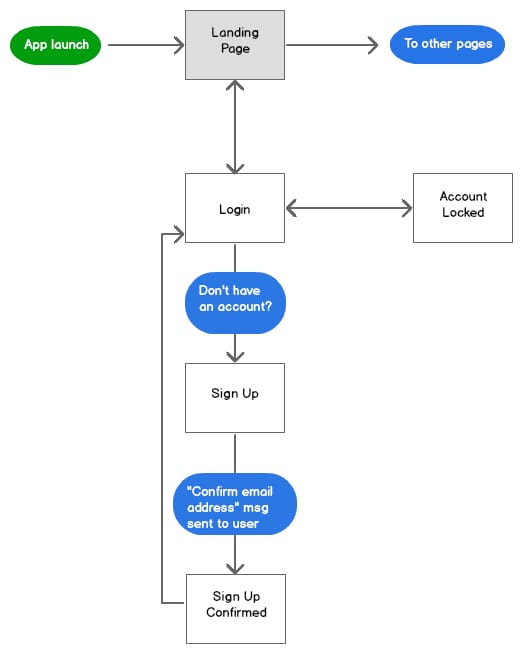 App launch
Landing
Page
To other pages
Login
Account
Locked
Don't have
an account?
Sign Up
"Confirm email
address" msg
sent to user
Sign Up
Confirmed